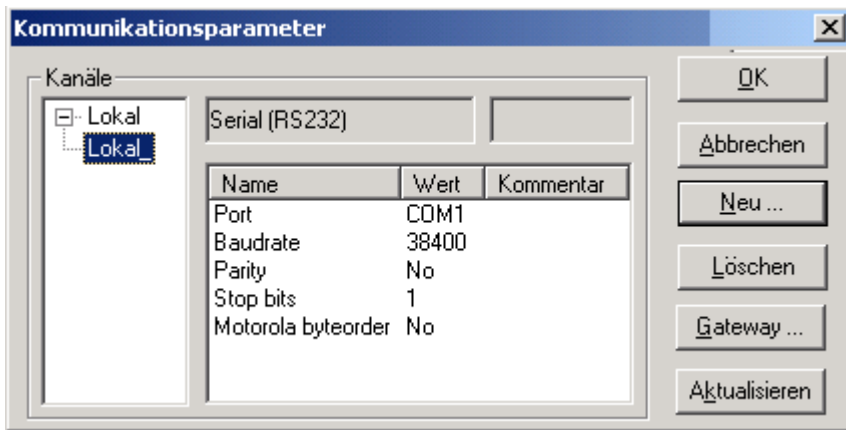 Kommunikationsparameter
Kanäle
Lokal
Lokal_
Serial (RS232)
Name Wert Kommentar
Port COM1
Baudrate 38400
Parity No
Stop bits 1
Motorola byteorder No
OK
Abbrechen
Neu ...
Löschen
Gateway ...
Aktualisieren